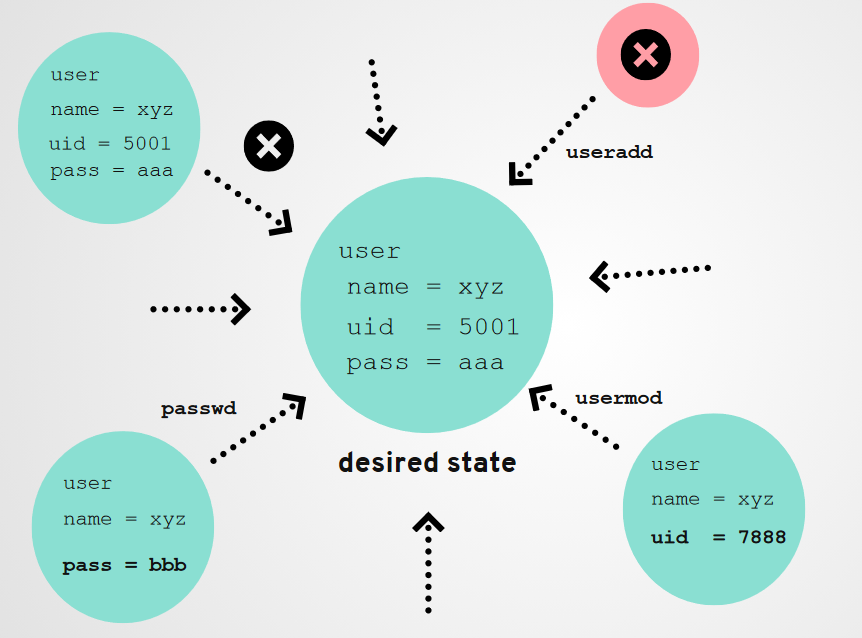 user
name = xyz
uid = 5001
pass = aaa
useradd
user
name = xyz
uid  = 5001
pass = aaa
desired state
passwd
user
name = xyz
pass = bbb
usermod
user
name = xyz
uid  = 7888